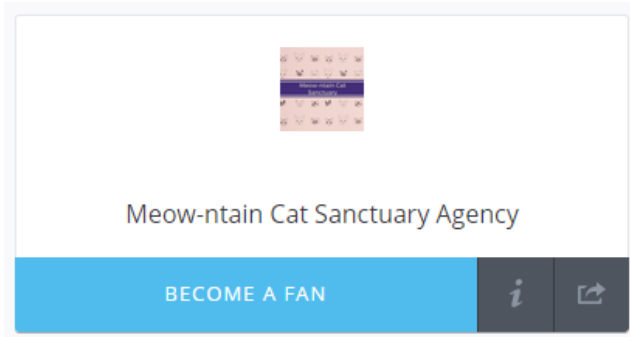 Meow-ntain Cat
Sanctuary
Meow-ntain Cat Sanctuary Agency
BECOME A FAN
i